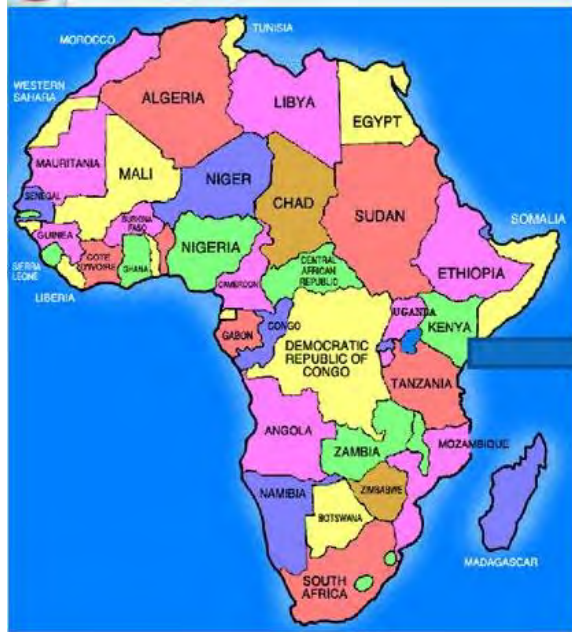 TUNISIA
MOROCCO
WESTERN
SAHARA
ALGERIA
LIBYA
EGYPT
MAURITANIA
MALI
NIGER
CHAD
SUDAN
SENEGAL
BURKINA
FASO
SOMALIA
GUINEA
NIGERIA
SIERRA
LEONE
COTE
D'IVOIRE
GHANA
CENTRAL
AFRICAN
REPUBLIC
ETHIOPIA
LIBERIA
CAMEROON
UGANDA
KENYA
GABON
CONGO
DEMOCRATIC
REPUBLIC OF
CONGO
TANZANIA
ANGOLA
ZAMBIA
MOZAMBIQUE
NAMIBIA
ZIMBABWE
BOTSWANA
MADAGASCAR
SOUTH
AFRICA